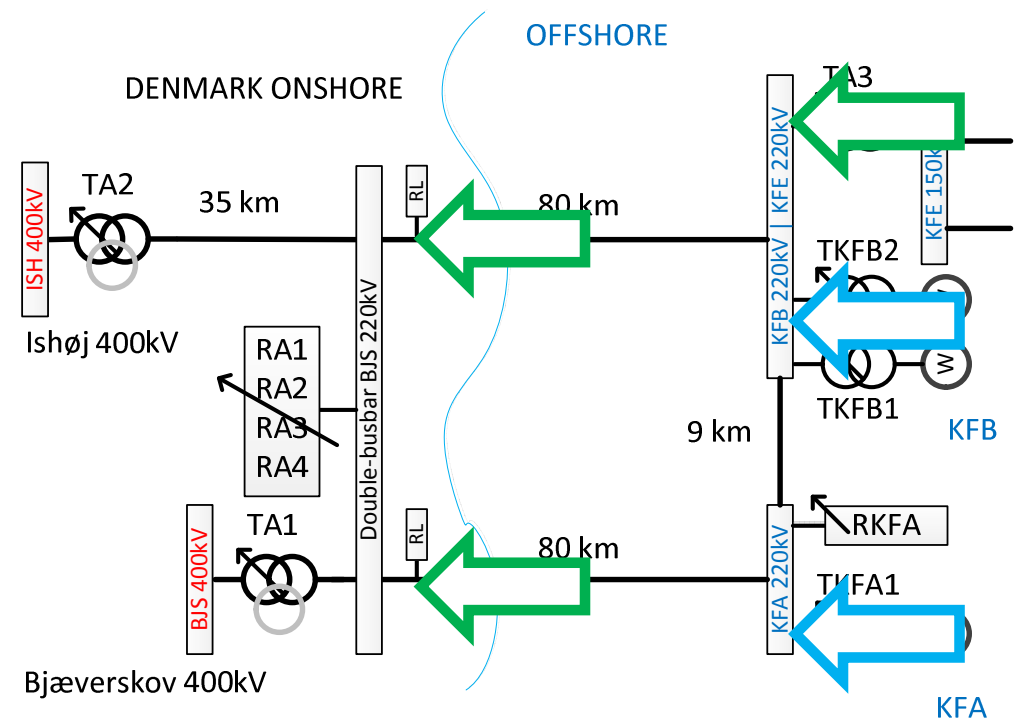 OFFSHORE
DENMARK ONSHORE
TA3
TA2
35 km
RL
80 km
KFE 220kV
KFE 150k
ISH 400kV
TKFB2
KFB 220kV
Ishøj 400kV
RA1
RA2
RA3
RA4
Double-busbar BJS 220kV
W
TKFB1
9 km
KFB
TA1
RL
80 km
RKFA
BJS 400kV
KFA 220kV
TKFA1
Bjæverskov 400kV
KFA